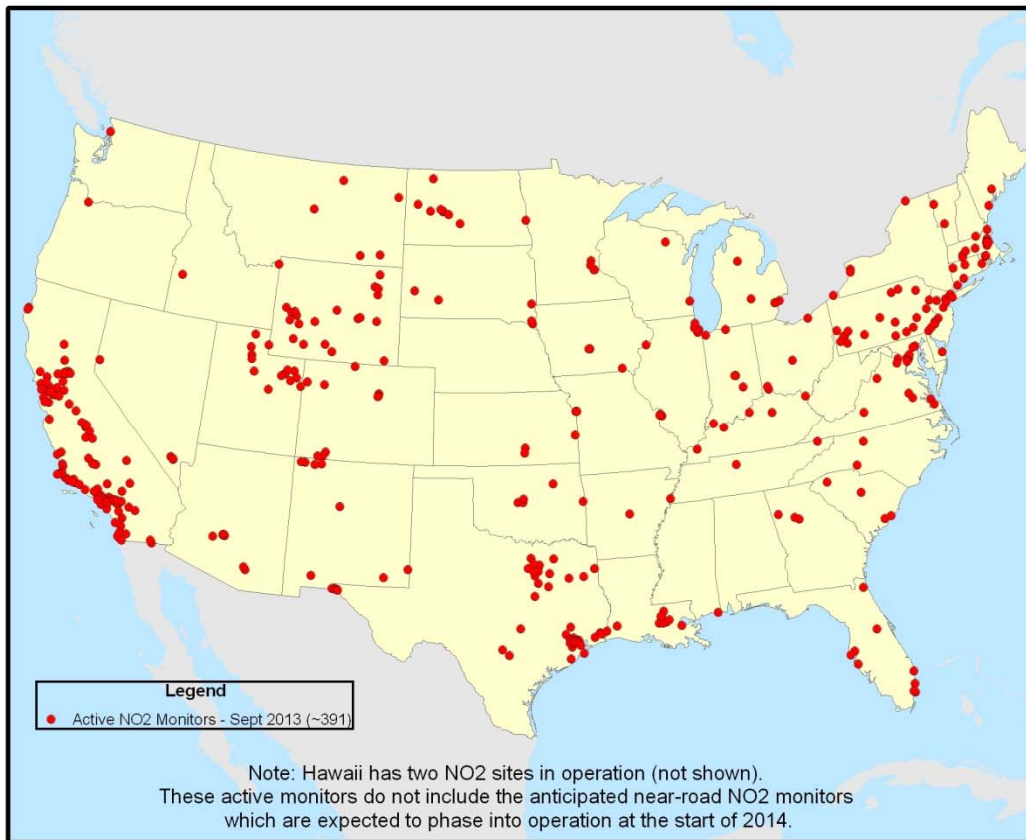 Legend
Active NO2 Monitors - Sept 2013 (~391)
Note: Hawaii has two NO2 sites in operation (not shown).
These active monitors do not include the anticipated near-road NO2 monitors
which are expected to phase into operation at the start of 2014.